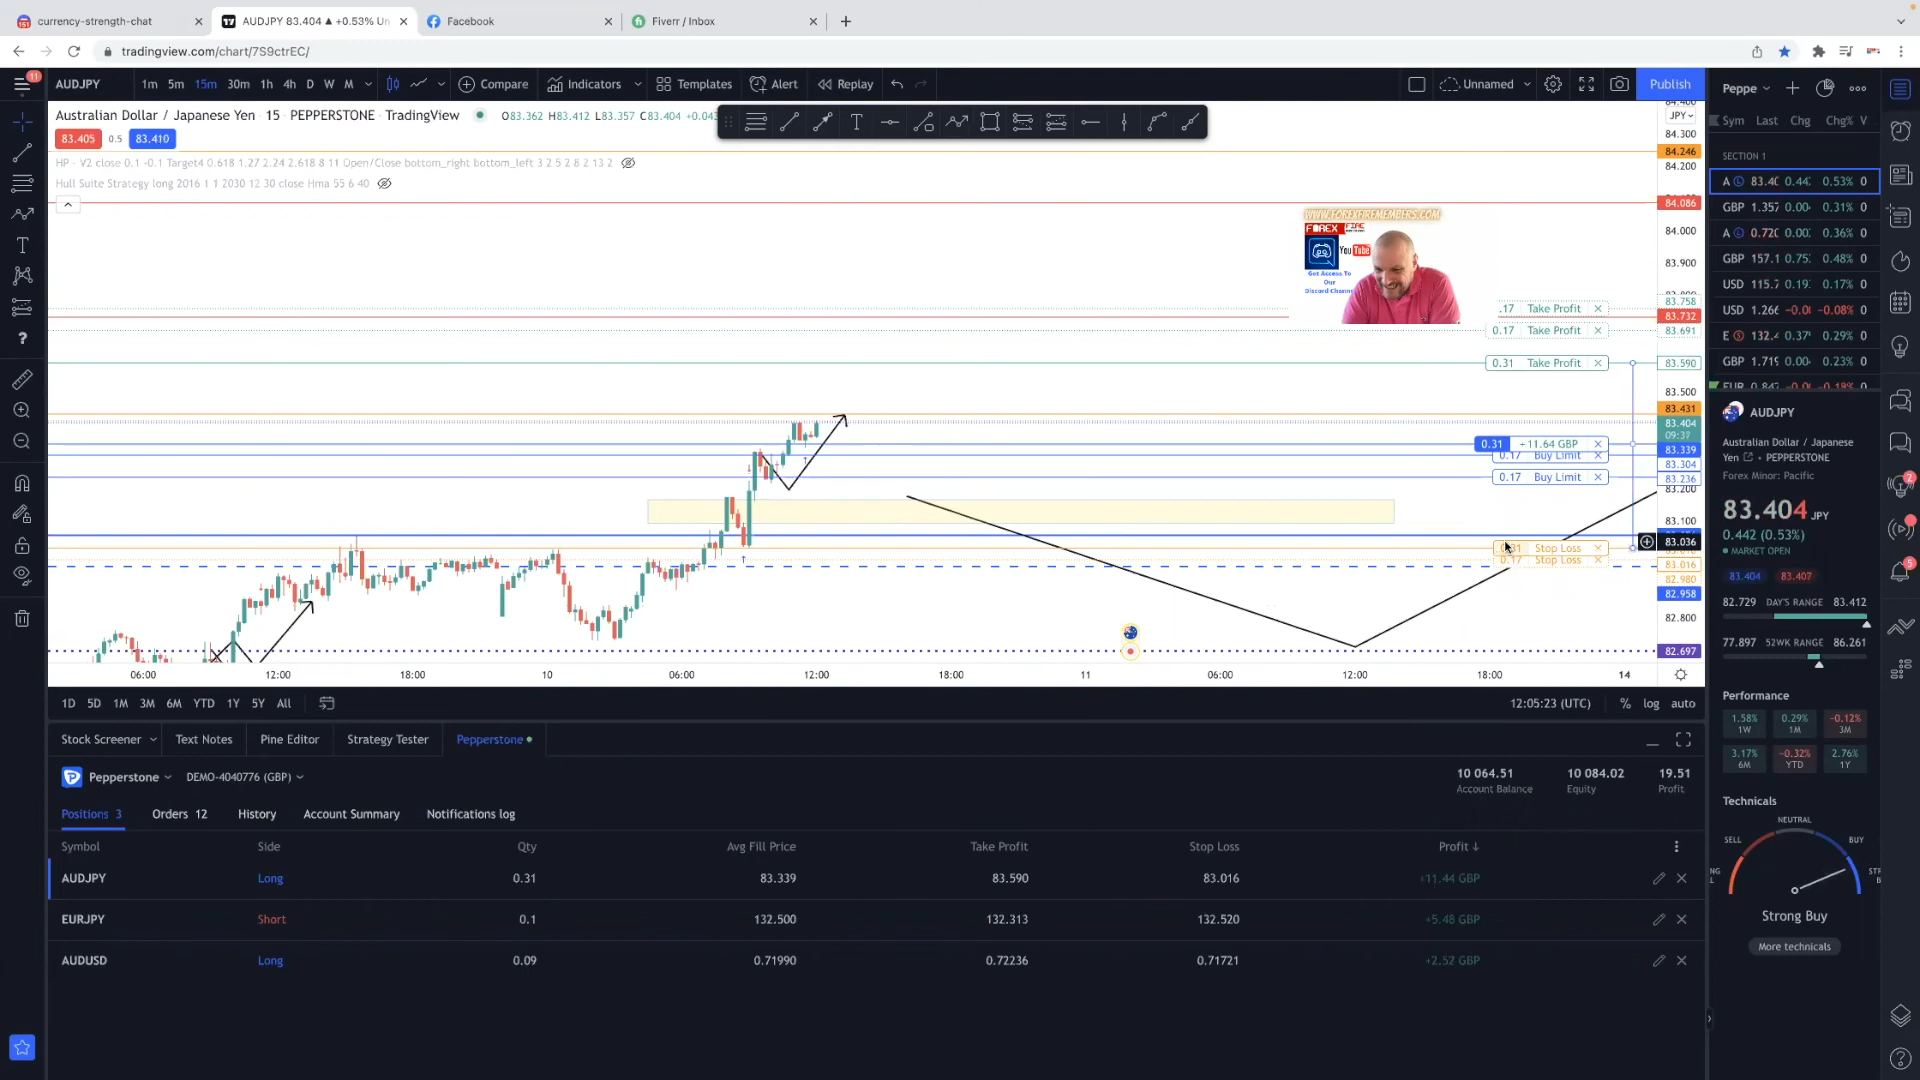 currency-strength-chat
AUDJPY 83.404 ▲ +0.53% Un
Facebook
Fiverr / Inbox
tradingview.com/chart/7S9ctrEC/
11
AUDJPY
1m 5m 15m 30m 1h 4h D W M
Compare
Indicators
Templates
Alert
Replay
Unnamed
Publish
Peppe
Australian Dollar / Japanese Yen · 15 · PEPPERSTONE · TradingView
O83.362 H83.412 L83.357 C83.404
83.405 0.5 83.410
HP - V2 close 0.1 -0.1 Target4 0.618 1.27 2.24 2.618 8 11 Open/Close bottom_right bottom_left 3 2 5 2 8 2 13 2
Hull Suite Strategy long 2016 1 1 2030 12 30 close Hma 55 6 40
WWW.FOREXFIREMEMBERS.COM
FOREX FIRE
YouTube
Get Access To
Our
Discord Channe
.17 Take Profit
0.17 Take Profit
0.31 Take Profit
0.31 +11.64 GBP
0.17 Buy Limit
0.17 Buy Limit
Stop Loss
0.17 Stop Loss
JPY
84.300
84.246
84.200
84.086
84.000
83.900
83.758
83.732
83.691
83.590
83.500
83.431
83.404
09:37
83.339
83.304
83.236
83.200
83.100
83.036
83.016
82.980
82.958
82.800
82.697
06:00 12:00 18:00 10 06:00 12:00 18:00 11 06:00 12:00 18:00 14
1D 5D 1M 3M 6M YTD 1Y 5Y All
12:05:23 (UTC) % log auto
Stock Screener Text Notes Pine Editor Strategy Tester Pepperstone
Pepperstone DEMO-4040776 (GBP)
10 064.51 10 084.02 19.51
Account Balance Equity Profit
Positions 3 Orders 12 History Account Summary Notifications log
Symbol Side Qty Avg Fill Price Take Profit Stop Loss Profit ↓
AUDJPY Long 0.31 83.339 83.590 83.016 +11.44 GBP
EURJPY Short 0.1 132.500 132.313 132.520 +5.48 GBP
AUDUSD Long 0.09 0.71990 0.72236 0.71721 +2.52 GBP
Sym Last Chg Chg% V
SECTION 1
A 83.40 0.44 0.53% 0
GBP 1.357 0.00 0.31% 0
A 0.720 0.00 0.36% 0
GBP 157.1 0.75 0.48% 0
USD 115.7 0.19 0.17% 0
USD 1.266 -0.0 -0.08% 0
E 132.4 0.37 0.29% 0
GBP 1.719 0.00 0.23% 0
AUDJPY
Australian Dollar / Japanese
Yen · PEPPERSTONE
Forex Minor: Pacific
83.404 JPY
0.442 (0.53%)
MARKET OPEN
83.404 83.407
82.729 DAY'S RANGE 83.412
77.897 52WK RANGE 86.261
Performance
1.58% 0.29% -0.12%
1W 1M 3M
3.17% -0.32% 2.76%
6M YTD 1Y
Technicals
NEUTRAL
SELL BUY
Strong Buy
More technicals
2
5